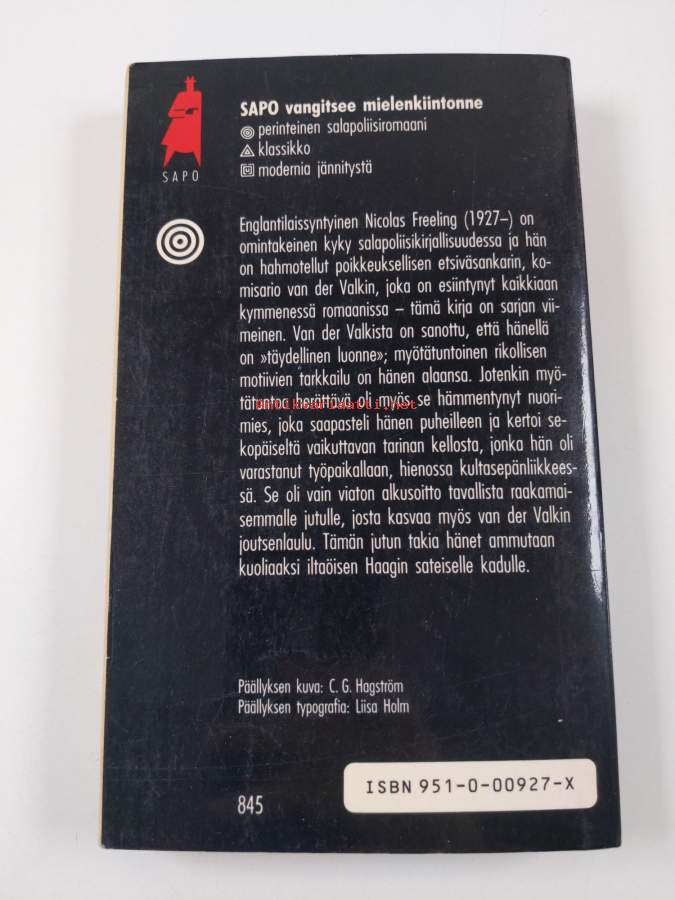 SAPO
SAPO vangitsee mielenkiintonne
perinteinen salapoliisiromaani
klassikko
modernia jännitystä
Englantilaissyntyinen Nicolas Freeling (1927–) on
omintakeinen kyky salapoliisikirjallisuudessa ja hän
on hahmotellut poikkeuksellisen etsiväsankarin, ko-
misario van der Valkin, joka on esiintynyt kaikkiaan
kymmenessä romaanissa – tämä kirja on sarjan vii-
meinen. Van der Valkista on sanottu, että hänellä
on »täydellinen luonne»; myötätuntoinen rikollisen
motiivien tarkkailu on hänen alaansa. Jotenkin myö-
tätuntoa herättävä oli myös se hämmentynyt nuori-
mies, joka saapasteli hänen puheilleen ja kertoi se-
kopäiseltä vaikuttavan tarinan kellosta, jonka hän oli
varastanut työpaikallaan, hienossa kultasepänliikkees-
sä. Se oli vain viaton alkusoitto tavallista raakamai-
semmalle jutulle, josta kasvaa myös van der Valkin
joutsenlaulu. Tämän jutun takia hänet ammutaan
kuoliaaksi iltaöisen Haagin sateiselle kadulle.
Päällyksen kuva: C. G. Hagström
Päällyksen typografia: Liisa Holm
ISBN 951-0-00927-X
845